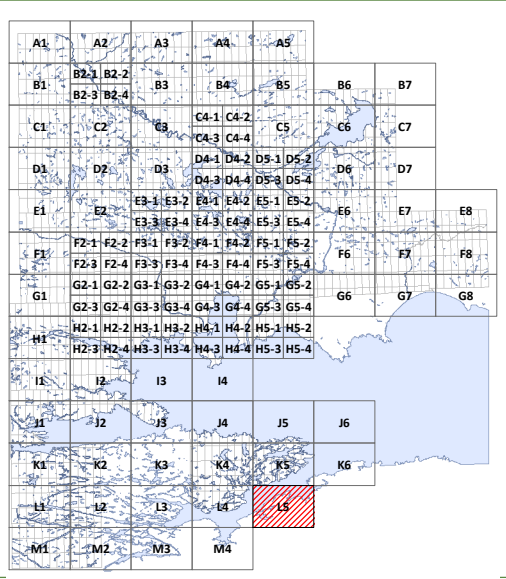 A1 A2 A3 A4 A5
B2-1 B2-2
B1 B3 B4 B5 B6 B7
B2-3 B2-4
C4-1 C4-2
C1 C2 C3 C5 C6 C7
C4-3 C4-4
D4-1 D4-2 D5-1 D5-2
D1 D2 D3 D6 D7
D4-3 D4-4 D5-3 D5-4
E3-1 E3-2 E4-1 E4-2 E5-1 E5-2
E1 E2 E6 E7 E8
E3-3 E3-4 E4-3 E4-4 E5-3 E5-4
F2-1 F2-2 F3-1 F3-2 F4-1 F4-2 F5-1 F5-2
F1 F6 F7 F8
F2-3 F2-4 F3-3 F3-4 F4-3 F4-4 F5-3 F5-4
G2-1 G2-2 G3-1 G3-2 G4-1 G4-2 G5-1 G5-2
G1 G6 G7 G8
G2-3 G2-4 G3-3 G3-4 G4-3 G4-4 G5-3 G5-4
H2-1 H2-2 H3-1 H3-2 H4-1 H4-2 H5-1 H5-2
H1
H2-3 H2-4 H3-3 H3-4 H4-3 H4-4 H5-3 H5-4
I1 I2 I3 I4
J1 J2 J3 J4 J5 J6
K1 K2 K3 K4 K5 K6
L1 L2 L3 L4 L5
M1 M2 M3 M4